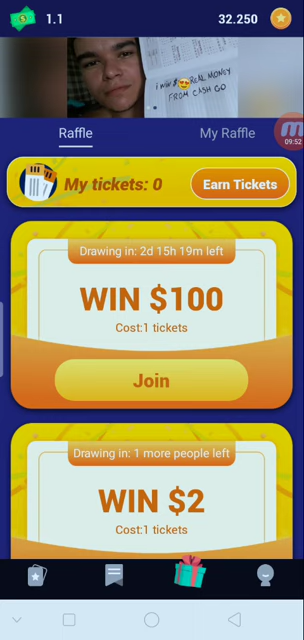 1.1
32.250
i win $ REAL MONEY
FROM CASH GO
Raffle
My Raffle
09:52
My tickets: 0
Earn Tickets
Drawing in: 2d 15h 19m left
WIN $100
Cost:1 tickets
Join
Drawing in: 1 more people left
WIN $2
Cost:1 tickets